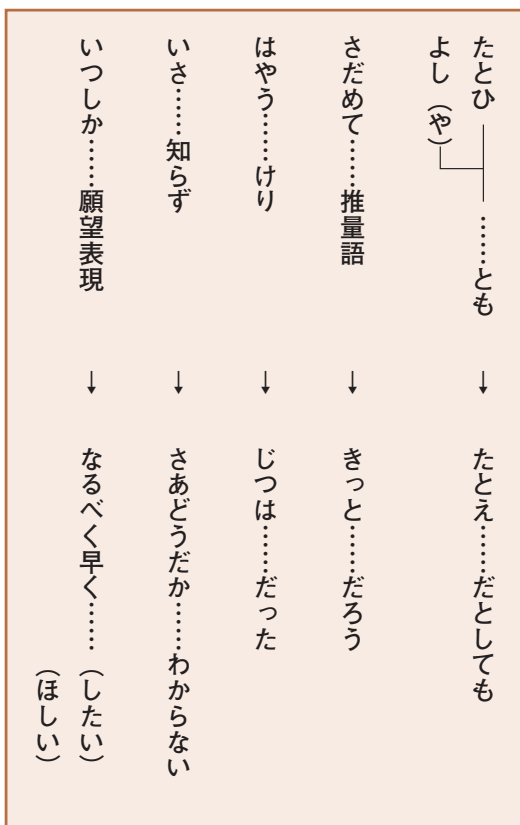 たとひ……とも → たとえ……だとしても
よし（や）
さだめて……推量語 → きっと……だろう
はやう……けり → じつは……だった
いさ……知らず → さあどうだか……わからない
いつしか……願望表現 → なるべく早く……（したい）
（ほしい）